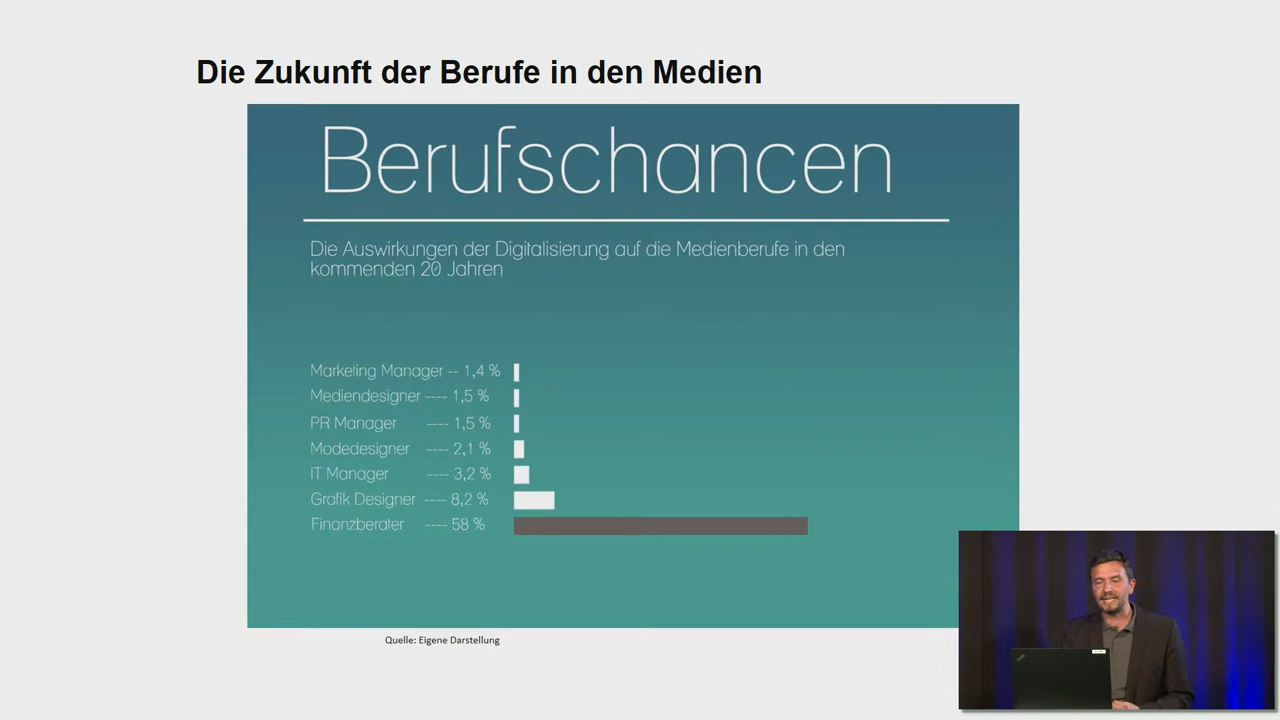 Die Zukunft der Berufe in den Medien
Berufschancen
Die Auswirkungen der Digitalisierung auf die Medienberufe in den
kommenden 20 Jahren
Markeling Manager -- 1,4 %
Mediendesigner ---- 1,5 %
PR Manager ---- 1,5 %
Modedesigner ---- 2,1 %
IT Manager ---- 3,2 %
Grafik Designer ---- 8,2 %
Finanzberater ---- 58 %
Quelle: Eigene Darstellung